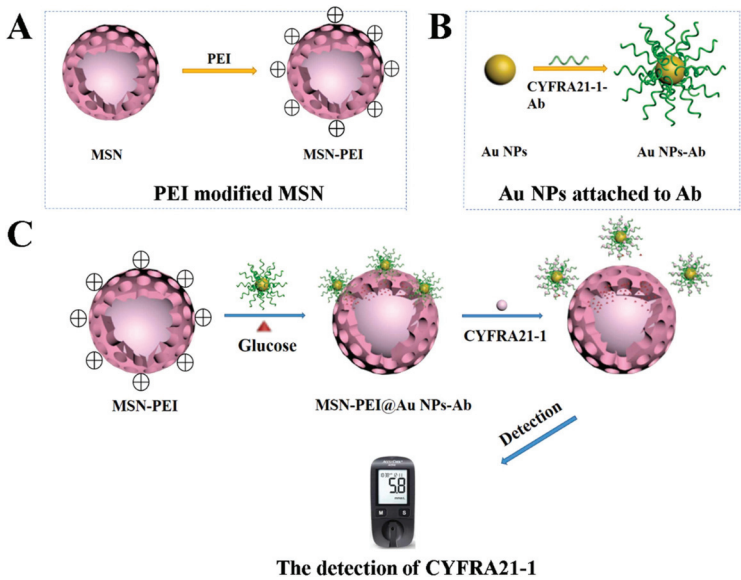 A
PEI
MSN
MSN-PEI
PEI modified MSN
B
CYFRA21-1-
Ab
Au NPs
Au NPs-Ab
Au NPs attached to Ab
C
Glucose
CYFRA21-1
MSN-PEI
MSN-PEI@Au NPs-Ab
Detection
5.8
M
S
The detection of CYFRA21-1